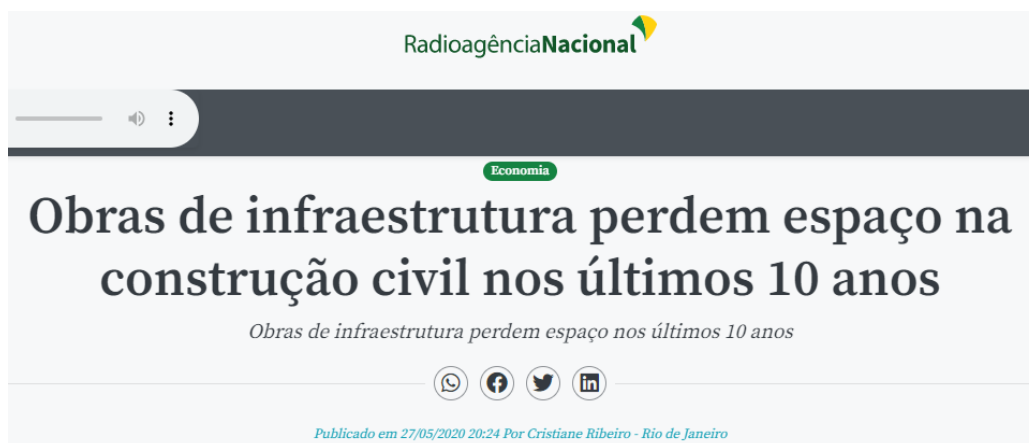 RadioagênciaNacional
Economia
Obras de infraestrutura perdem espaço na
construção civil nos últimos 10 anos
Obras de infraestrutura perdem espaço nos últimos 10 anos
Publicado em 27/05/2020 20:24 Por Cristiane Ribeiro - Rio de Janeiro